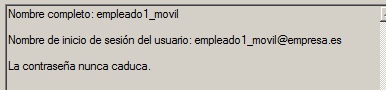 Nombre completo: empleado1_movil
Nombre de inicio de sesión del usuario: empleado1_movil@empresa.es
La contraseña nunca caduca.